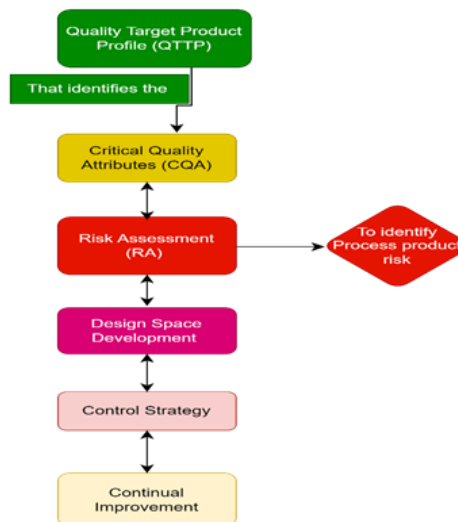 Quality Target Product
Profile (QTTP)
That identifies the
Critical Quality
Attributes (CQA)
Risk Assessment
(RA)
To identify
Process product
risk
Design Space
Development
Control Strategy
Continual
Improvement